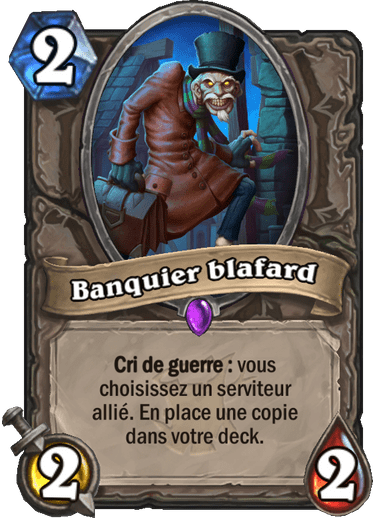 2
Banquier blafard
Cri de guerre : vous
choisissez un serviteur
allié. En place une copie
dans votre deck.
2
2